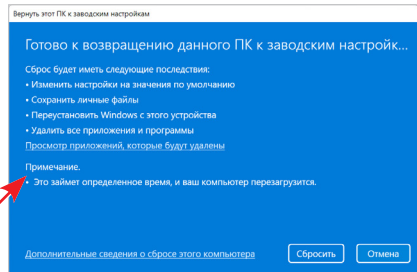 Вернуть этот ПК к заводским настройкам
Готово к возвращению данного ПК к заводским настройк...
Сброс будет иметь следующие последствия:
• Изменить настройки на значения по умолчанию
• Сохранить личные файлы
• Переустановить Windows с этого устройства
• Удалить все приложения и программы
Просмотр приложений, которые будут удалены
Примечание.
• Это займет определенное время, и ваш компьютер перезагрузится.
Дополнительные сведения о сбросе этого компьютера
Сбросить
Отмена